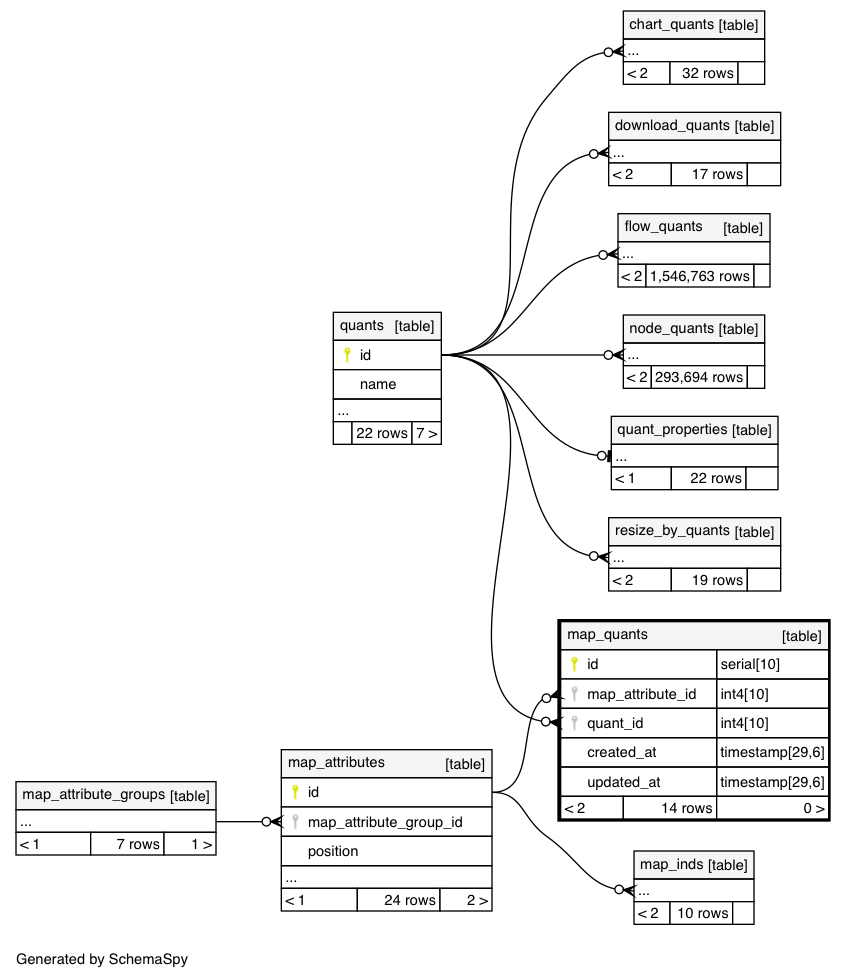 chart_quants [table]
...
< 2 32 rows
download_quants [table]
...
< 2 17 rows
flow_quants [table]
...
< 2 1,546,763 rows
quants [table]
id
name
...
22 rows 7 >
node_quants [table]
...
< 2 293,694 rows
quant_properties [table]
...
< 1 22 rows
resize_by_quants [table]
...
< 2 19 rows
map_quants [table]
id serial[10]
map_attribute_id int4[10]
quant_id int4[10]
created_at timestamp[29,6]
updated_at timestamp[29,6]
< 2 14 rows 0 >
map_attribute_groups [table]
...
< 1 7 rows 1 >
map_attributes [table]
id
map_attribute_group_id
position
...
< 1 24 rows 2 >
map_inds [table]
...
< 2 10 rows
Generated by SchemaSpy